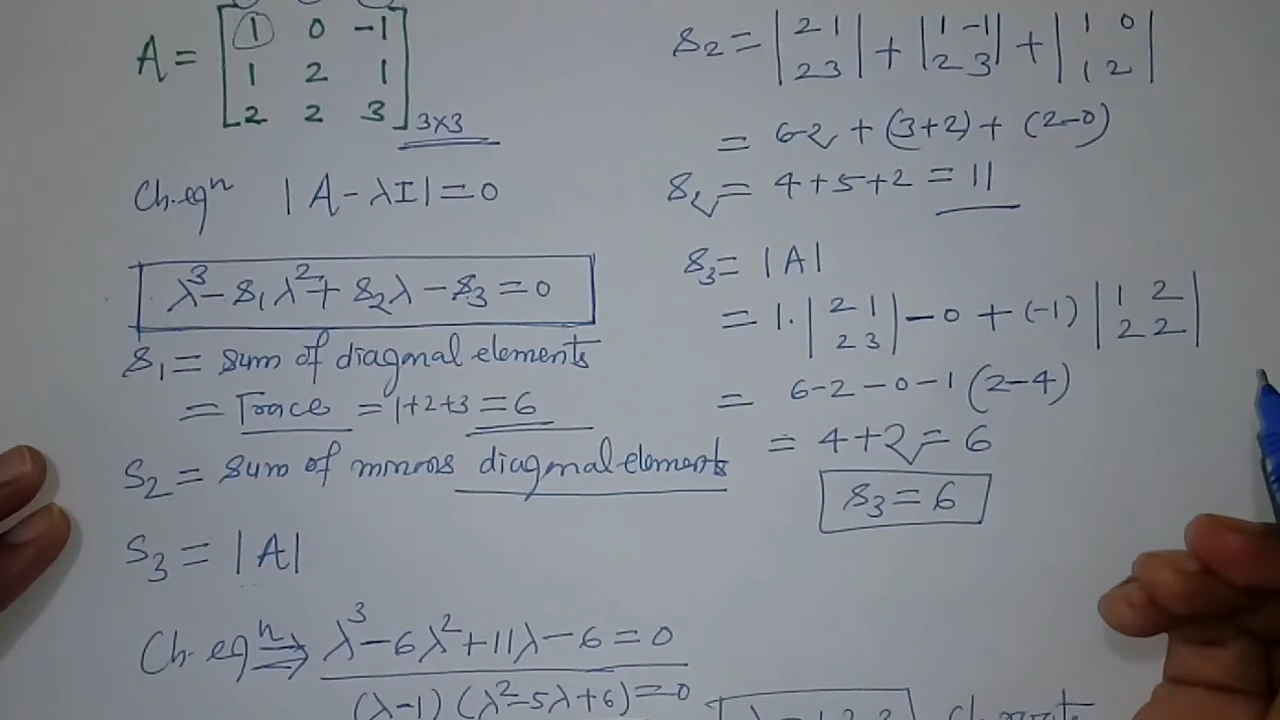 A = [ 1 0 -1
1 2 1
2 2 3 ] 3×3
Ch. eqn |A - λI| = 0
λ³ - S₁λ² + S₂λ - S₃ = 0
S₁ = sum of diagonal elements
= Trace = 1+2+3 = 6
S₂ = sum of minors diagonal elements
S₃ = |A|
S₂ = |2 1
2 3| + |1 -1
2 3| + |1 0
1 2|
= 6-2 + (3+2) + (2-0)
S₂ = 4+5+2 = 11
S₃ = |A|
= 1. |2 1
2 3| - 0 + (-1) |1 2
2 2|
= 6-2-0-1(2-4)
= 4+2 = 6
S₃ = 6
Ch. eqn ⇒ λ³ - 6λ² + 11λ - 6 = 0
(λ-1) (λ²-5λ+6) = 0